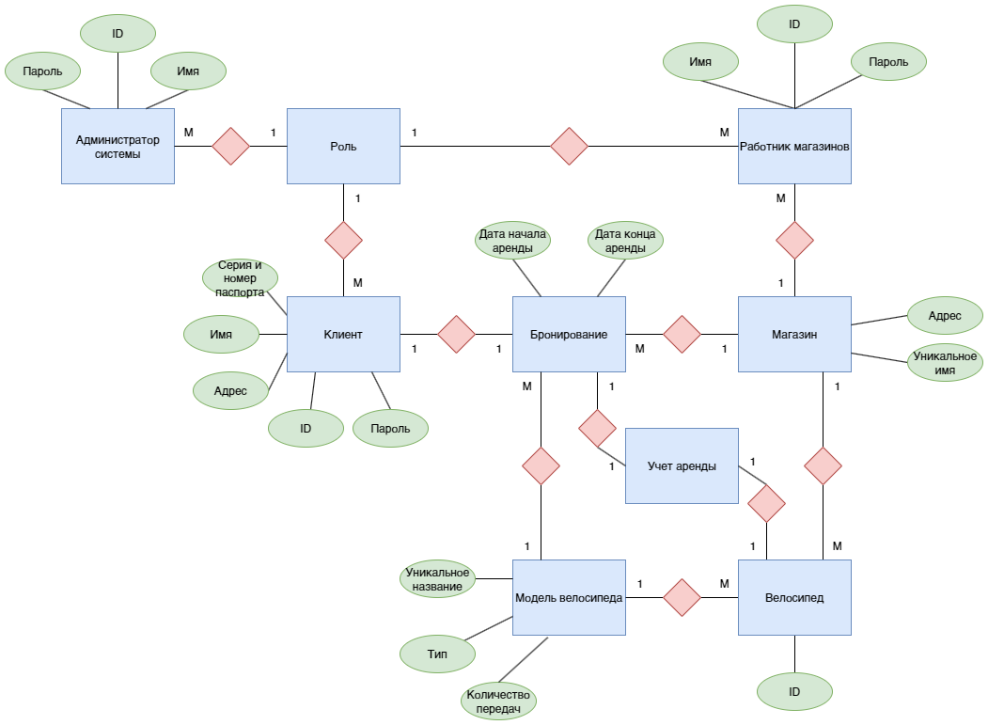 ID
ID
Пароль
Имя
Имя
Пароль
Администратор
системы
M
1
Роль
1
M
Работник магазинов
1
M
Дата начала
аренды
Дата конца
аренды
Серия и
номер
паспорта
M
1
Имя
Клиент
1
1
Бронирование
M
1
Магазин
Адрес
Уникальное
имя
Адрес
ID
Пароль
M
1
1
1
Учет аренды
1
1
1
M
Уникальное
название
Модель велосипеда
1
M
Велосипед
Тип
Количество
передач
ID